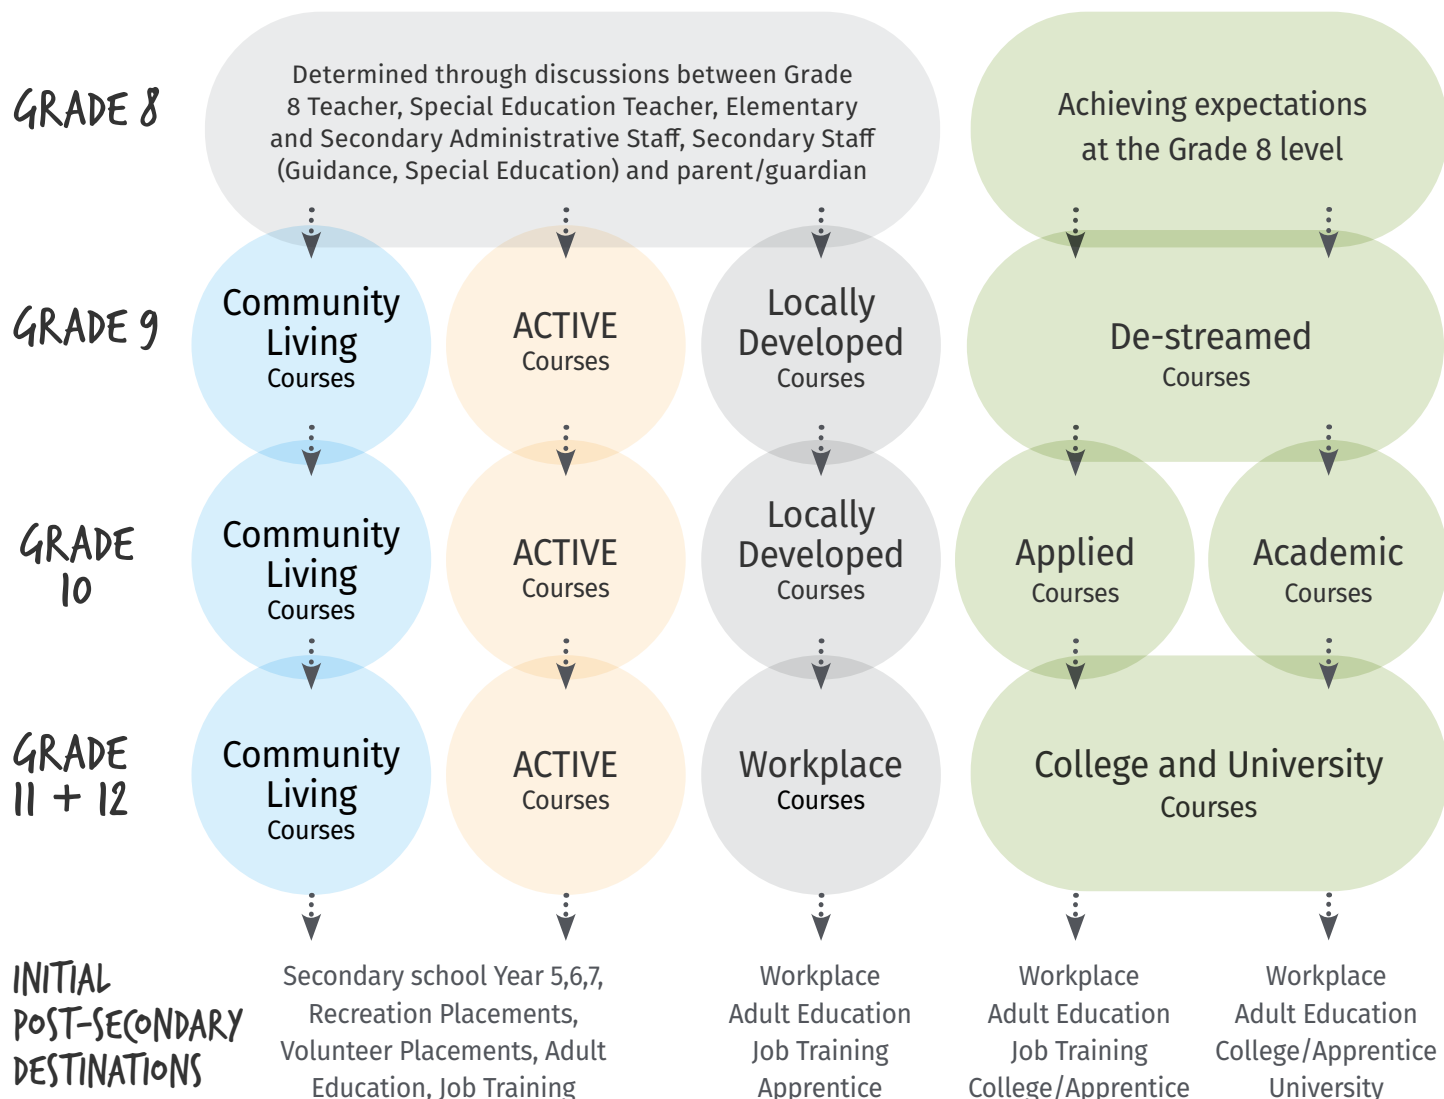 GRADE 8
Determined through discussions between Grade
8 Teacher, Special Education Teacher, Elementary
and Secondary Administrative Staff, Secondary Staff
(Guidance, Special Education) and parent/guardian
Achieving expectations
at the Grade 8 level
GRADE 9
Community
Living
Courses
ACTIVE
Courses
Locally
Developed
Courses
De-streamed
Courses
GRADE
10
Community
Living
Courses
ACTIVE
Courses
Locally
Developed
Courses
Applied
Courses
Academic
Courses
GRADE
11 + 12
Community
Living
Courses
ACTIVE
Courses
Workplace
Courses
College and University
Courses
INITIAL
POST-SECONDARY
DESTINATIONS
Secondary school Year 5,6,7,
Recreation Placements,
Volunteer Placements, Adult
Education, Job Training
Workplace
Adult Education
Job Training
Apprentice
Workplace
Adult Education
Job Training
College/Apprentice
Workplace
Adult Education
College/Apprentice
University